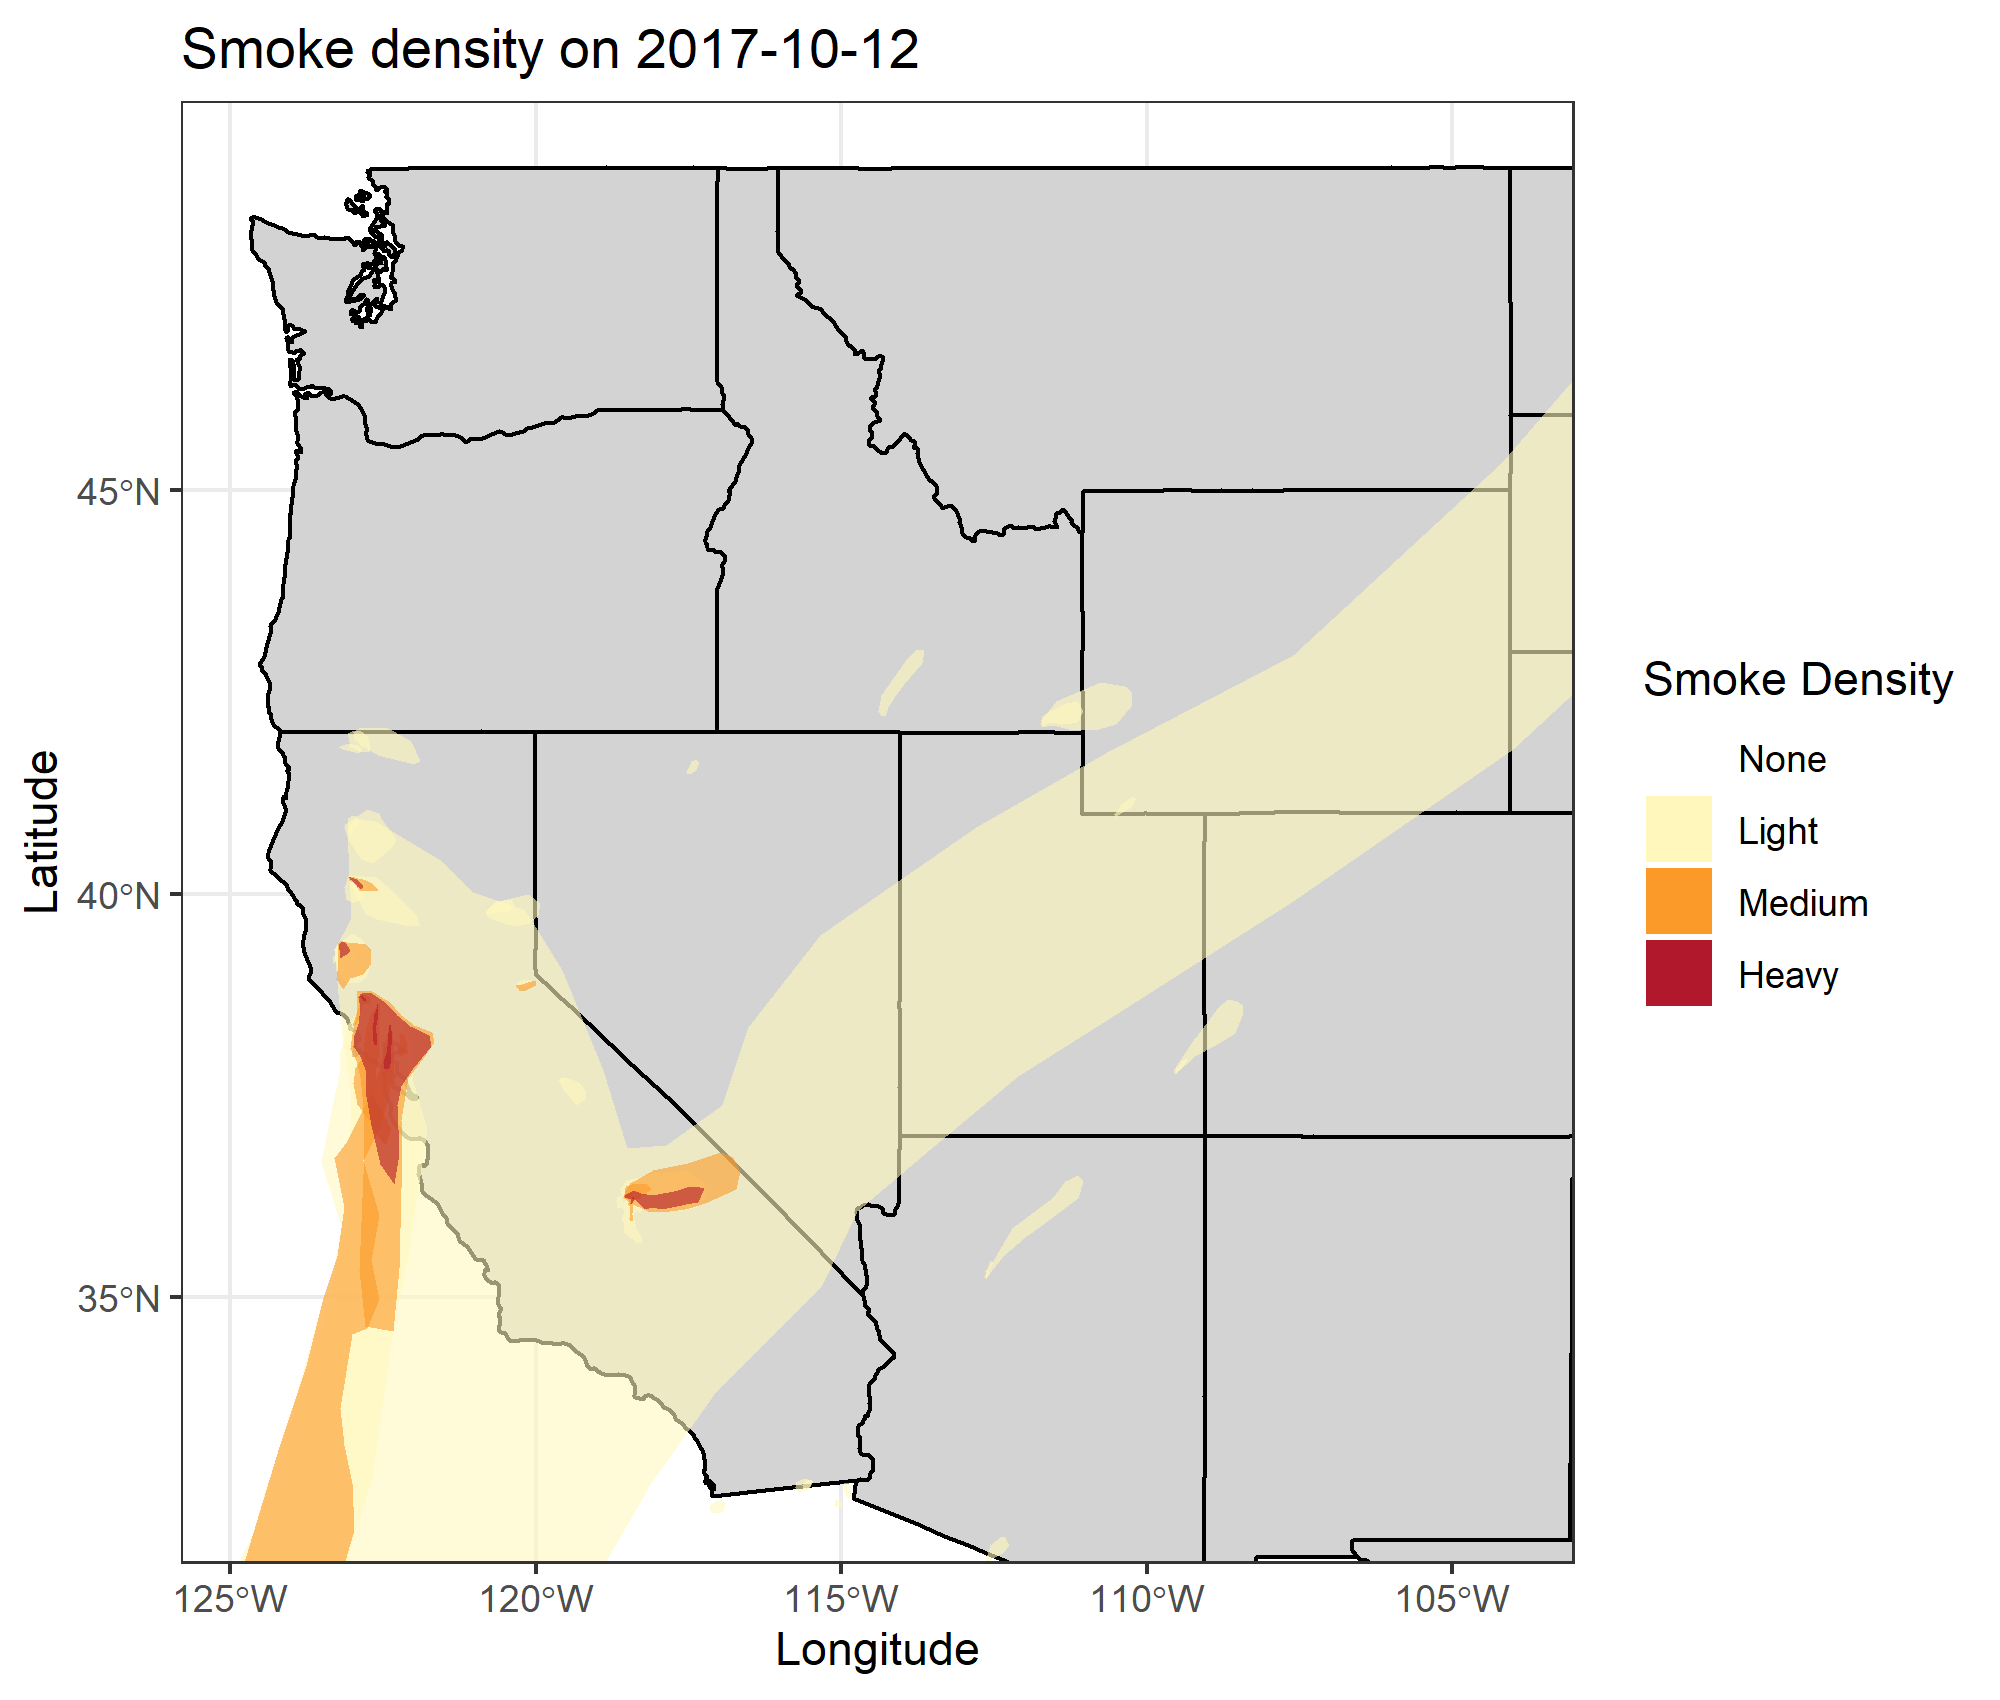 Smoke density on 2017-10-12
45°N
40°N
35°N
Latitude
125°W
120°W
115°W
110°W
105°W
Longitude
Smoke Density
None
Light
Medium
Heavy